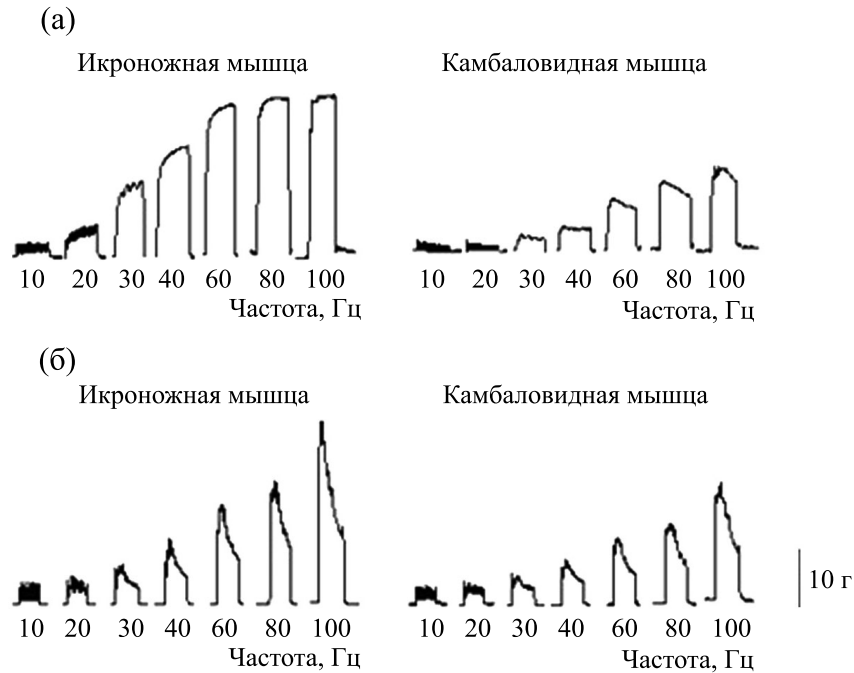 (а)
Икроножная мышца Камбаловидная мышца
10 20 30 40 60 80 100 10 20 30 40 60 80 100
Частота, Гц Частота, Гц
(б)
Икроножная мышца Камбаловидная мышца
10 г
10 20 30 40 60 80 100 10 20 30 40 60 80 100
Частота, Гц Частота, Гц